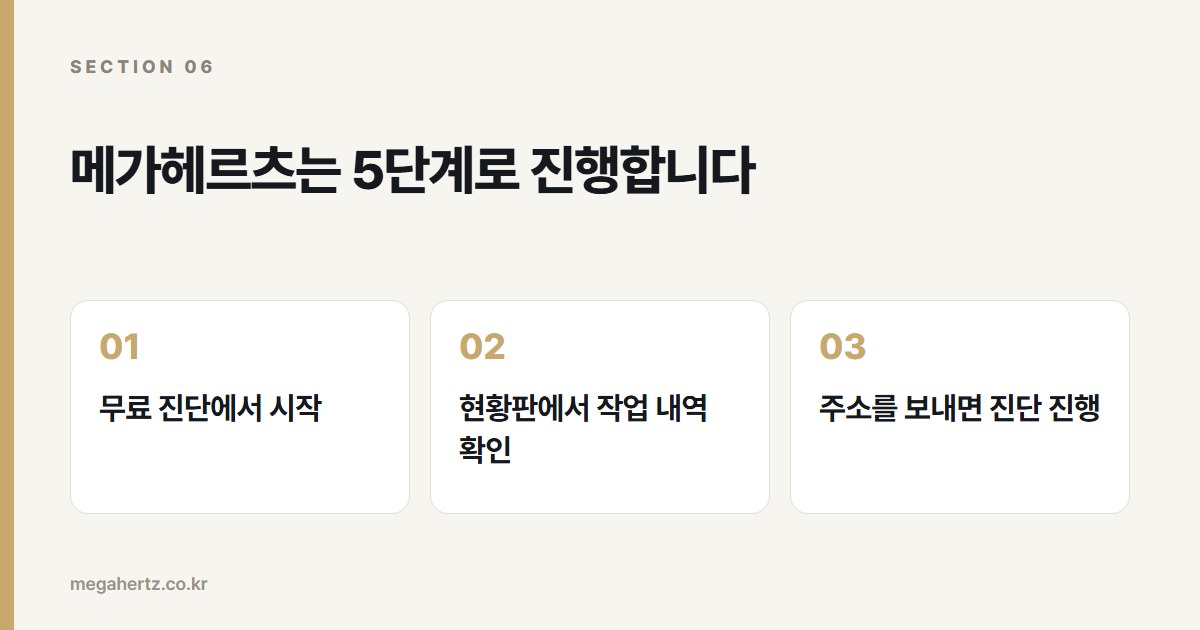 SECTION 06
메가헤르츠는 5단계로 진행합니다
01
무료 진단에서 시작
02
현황판에서 작업 내역
확인
03
주소를 보내면 진단 진행
megahertz.co.kr